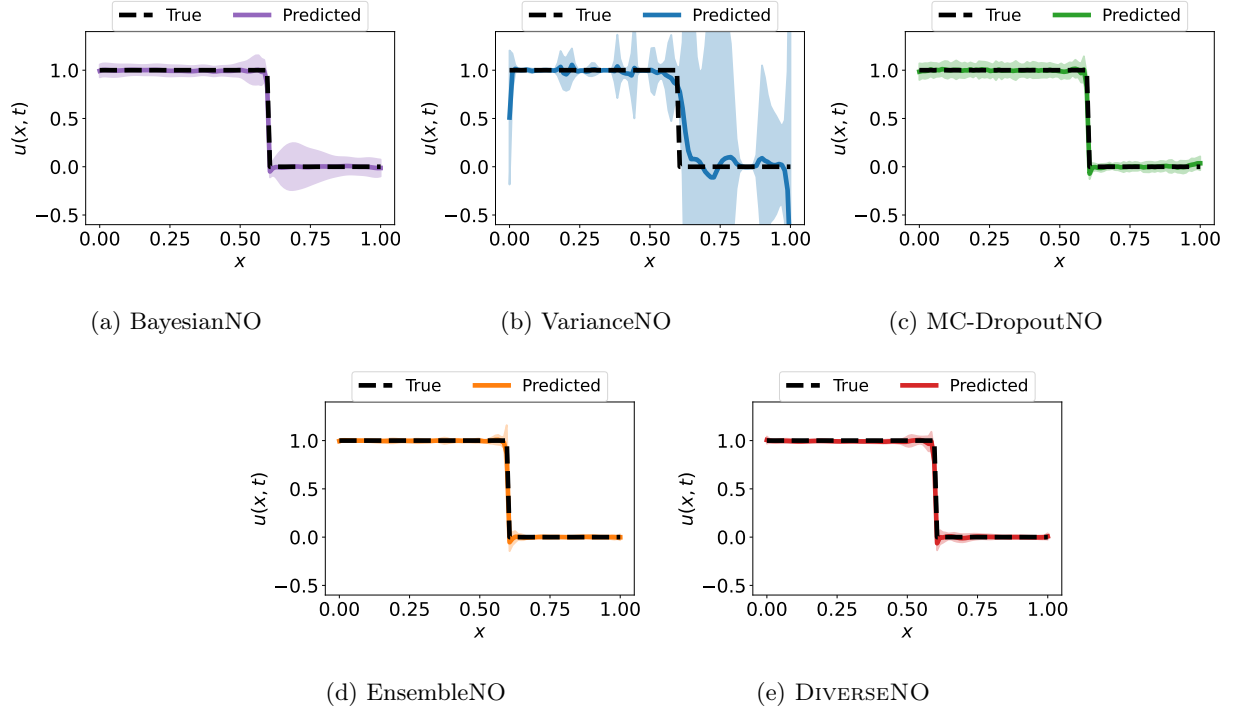 True Predicted
1.0
0.5
0.0
−0.5
u(x, t)
0.00 0.25 0.50 0.75 1.00
x
(a) BayesianNO
True Predicted
1.0
0.5
0.0
−0.5
u(x, t)
0.00 0.25 0.50 0.75 1.00
x
(b) VarianceNO
True Predicted
1.0
0.5
0.0
−0.5
u(x, t)
0.00 0.25 0.50 0.75 1.00
x
(c) MC-DropoutNO
True Predicted
1.0
0.5
0.0
−0.5
u(x, t)
0.00 0.25 0.50 0.75 1.00
x
(d) EnsembleNO
True Predicted
1.0
0.5
0.0
−0.5
u(x, t)
0.00 0.25 0.50 0.75 1.00
x
(e) DIVERSENO